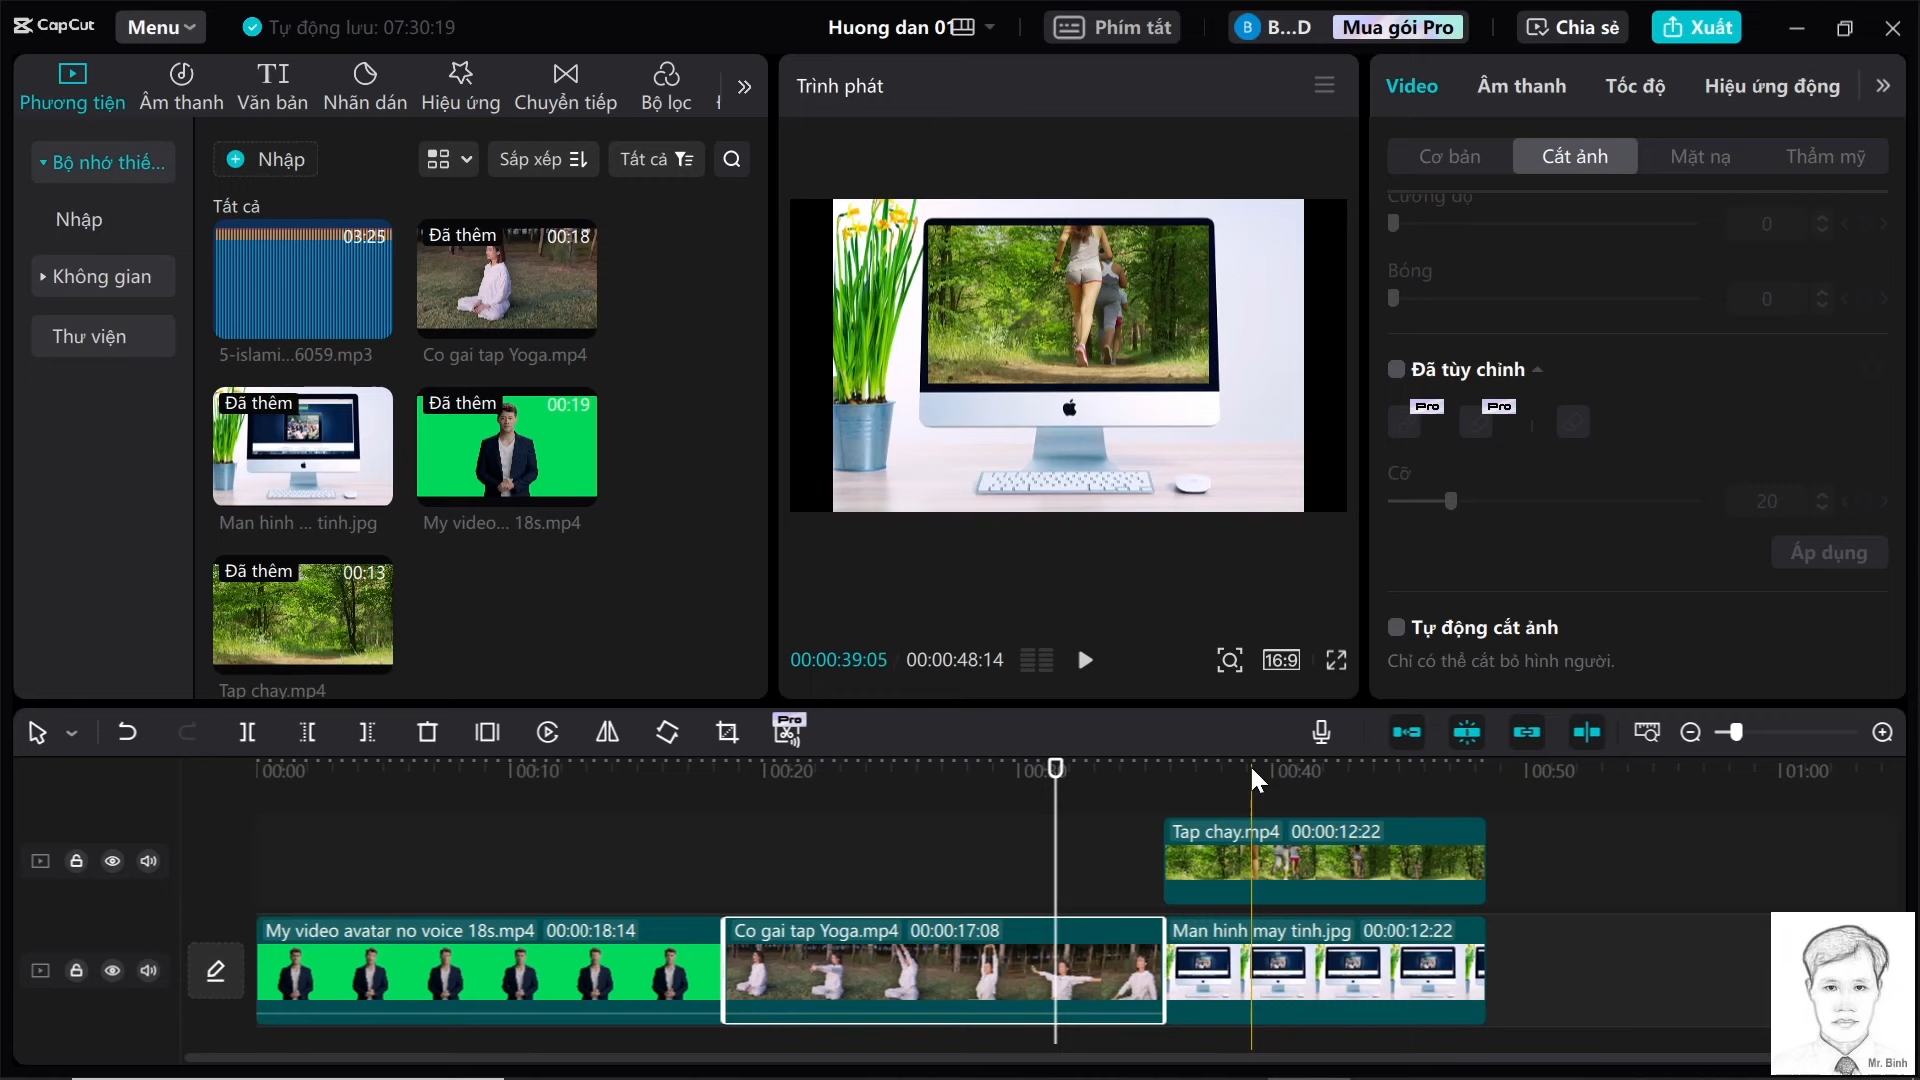 CapCut
Menu
Tự động lưu: 07:30:19
Huong dan 01
Phím tắt
B B...D
Mua gói Pro
Chia sẻ
Xuất
Phương tiện
Âm thanh
Văn bản
Nhãn dán
Hiệu ứng
Chuyển tiếp
Bộ lọc
Trình phát
Video
Âm thanh
Tốc độ
Hiệu ứng động
Bộ nhớ thiế...
Nhập
Không gian
Thư viện
Nhập
Sắp xếp
Tất cả
Tất cả
03:25
5-islami...6059.mp3
Đã thêm 00:18
Co gai tap Yoga.mp4
Đã thêm
Man hinh ... tinh.jpg
Đã thêm 00:19
My video... 18s.mp4
Đã thêm 00:13
Tap chay.mp4
00:00:39:05 00:00:48:14
16:9
Cơ bản
Cắt ảnh
Mặt nạ
Thẩm mỹ
Cường độ
0
Bóng
0
Đã tùy chỉnh
Pro Pro
Cỡ
20
Áp dụng
Tự động cắt ảnh
Chỉ có thể cắt bỏ hình người.
Pro
00:00 00:10 00:20 00:40 00:50 01:00
Tap chay.mp4 00:00:12:22
My video avatar no voice 18s.mp4 00:00:18:14
Co gai tap Yoga.mp4 00:00:17:08
Man hinh may tinh.jpg 00:00:12:22
Mr. Binh